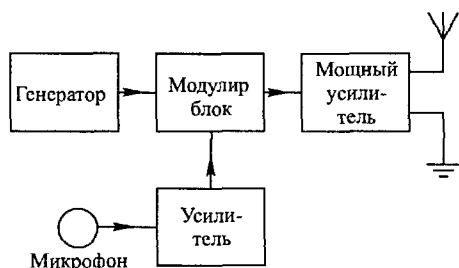 Генератор
Модулир
блок
Мощный
усили-
тель
Усили-
тель
Микрофон